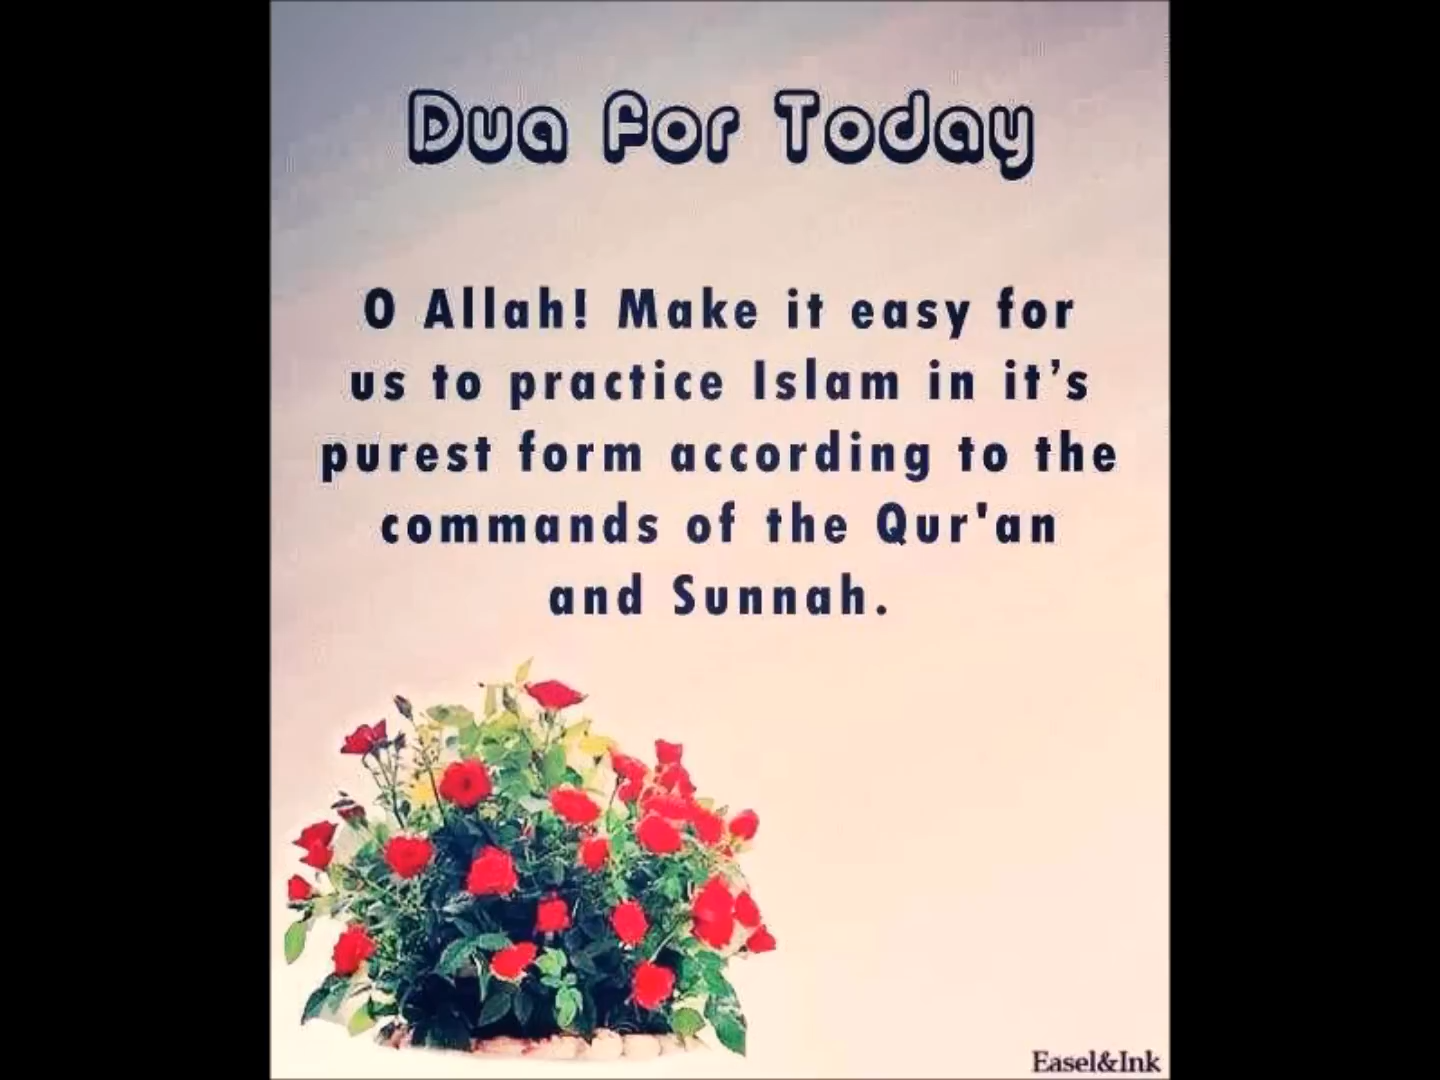 Dua for Today
O Allah! Make it easy for
us to practice Islam in it’s
purest form according to the
commands of the Qur'an
and Sunnah.
Easel&Ink